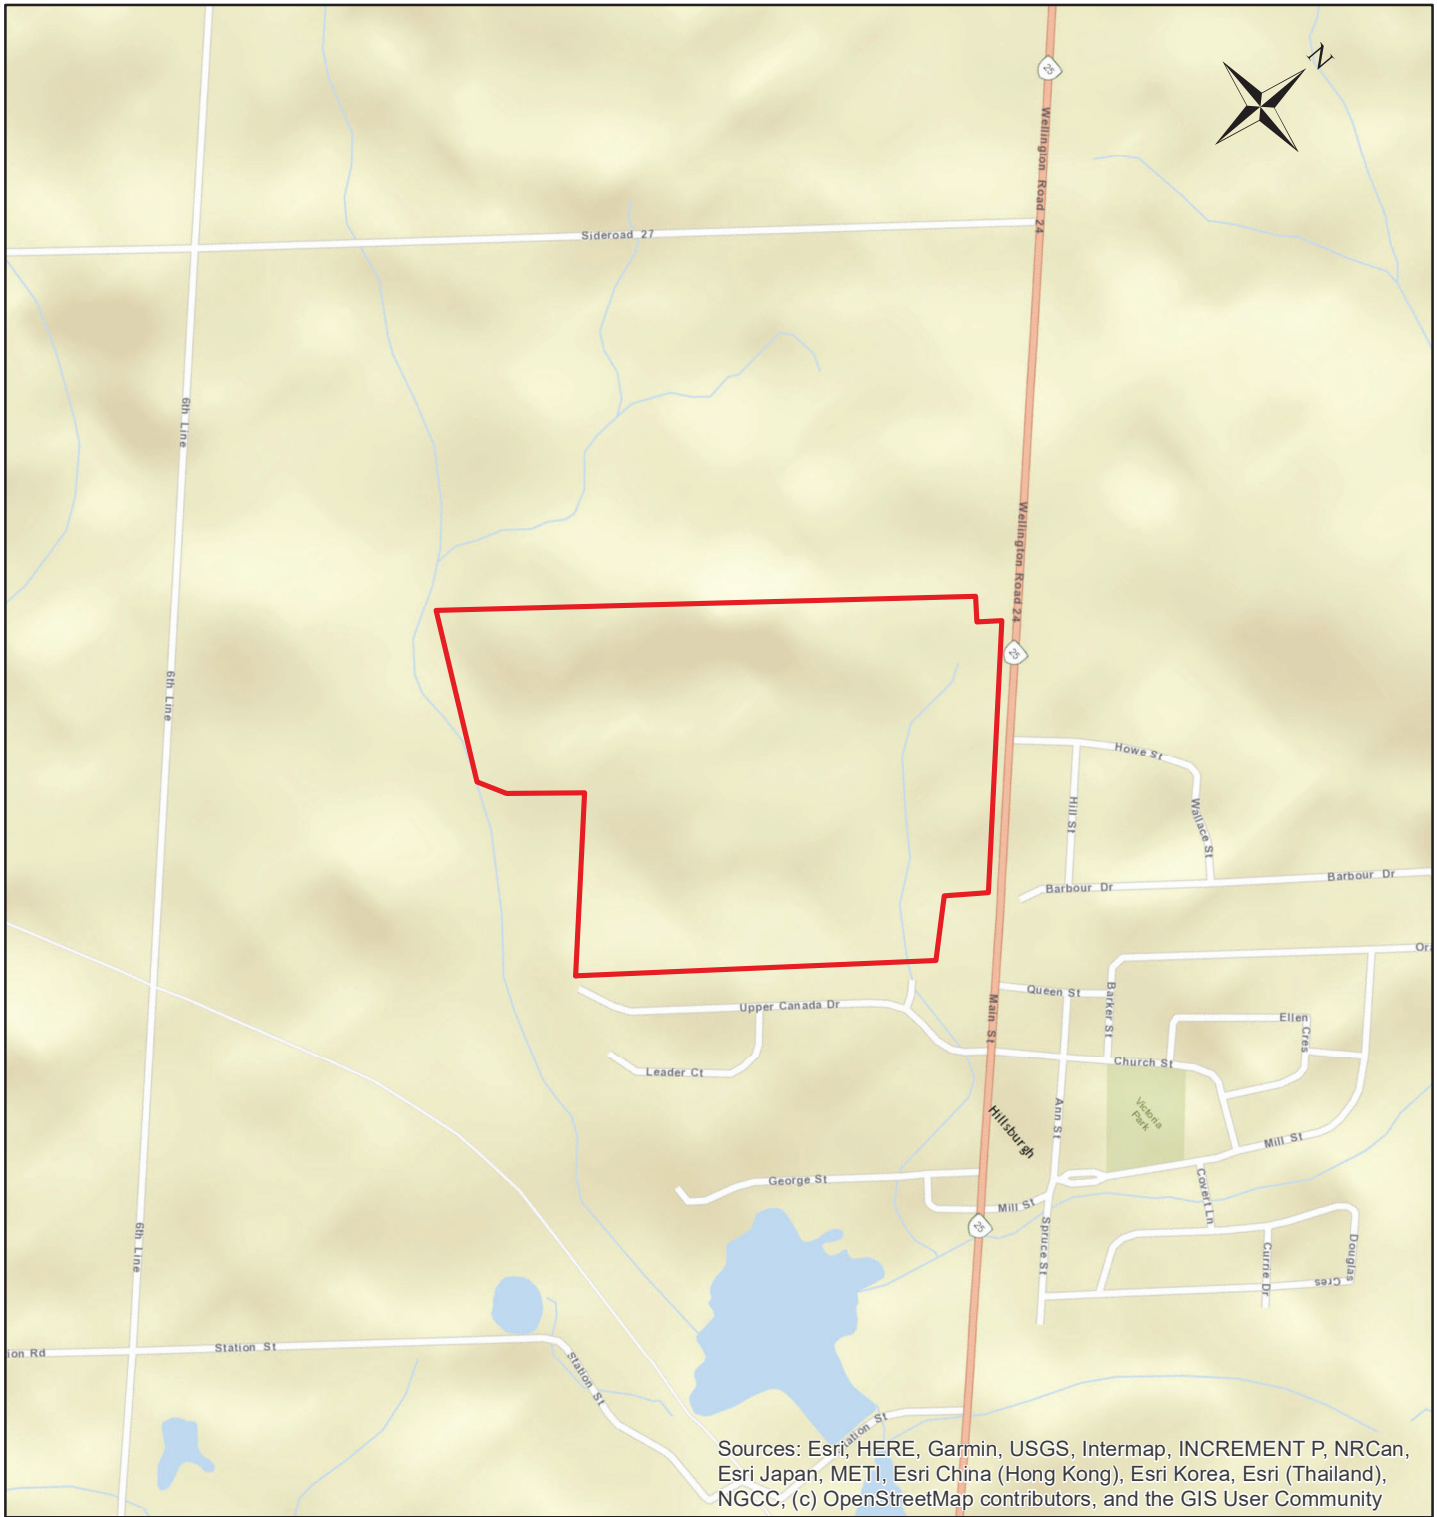 N
25
Wellington Road 24
Sideroad 27
6th Line
Wellington Road 24
25
6th Line
Howe St
Hill St
Wallace St
Barbour Dr
Barbour Dr
Queen St
Barker St
Main St
Upper Canada Dr
Ellen Cres
Church St
Leader Ct
Hillsburgh
Ann St
Victoria
Park
Mill St
George St
Covert Ln
Mill St
25
6th Line
Spruce St
Currie Dr
Douglas
Cres
ion Rd
Station St
Station St
ation St
Sources: Esri, HERE, Garmin, USGS, Intermap, INCREMENT P, NRCan,
Esri Japan, METI, Esri China (Hong Kong), Esri Korea, Esri (Thailand),
NGCC, (c) OpenStreetMap contributors, and the GIS User Community